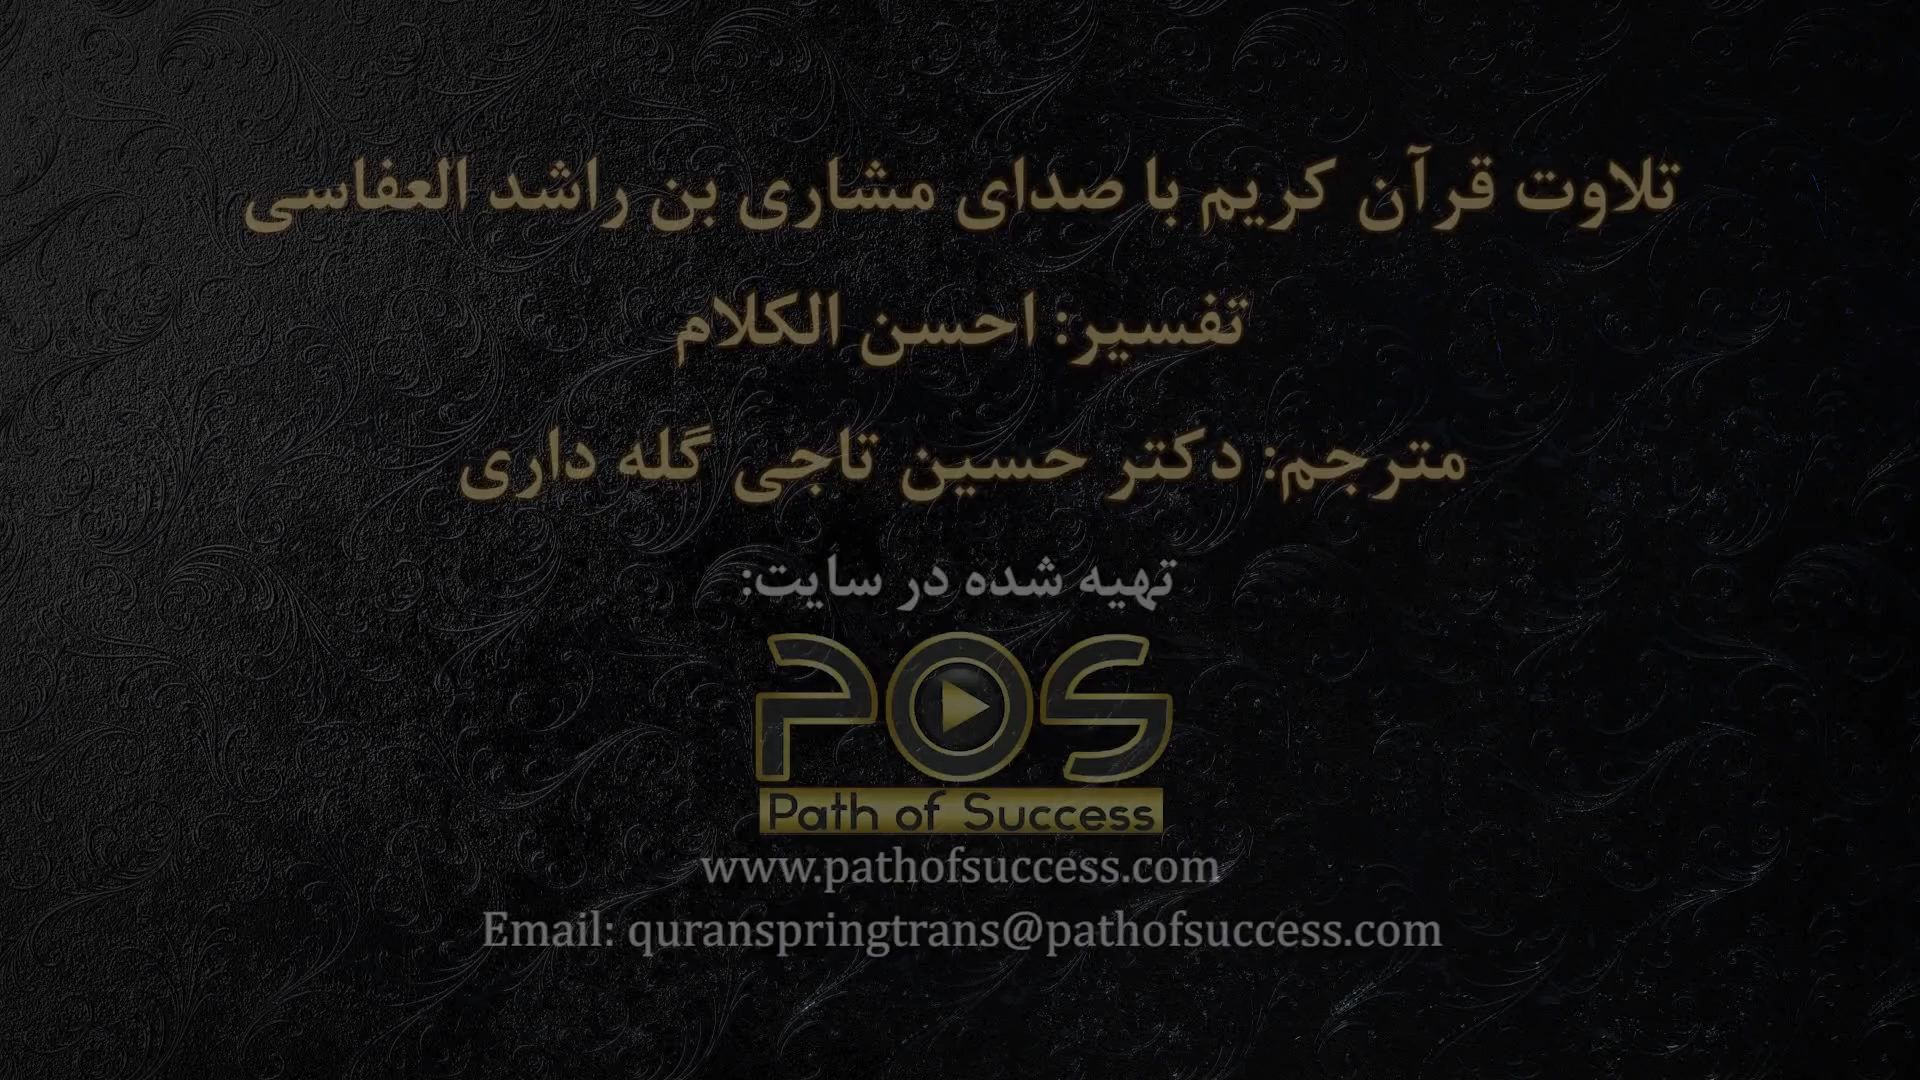 تلاوت قرآن کریم با صدای مشاری بن راشد العفاسی
تفسیر: احسن الکلام
مترجم: دکتر حسین تاجی گله داری
تهیه شده در سایت:
POS
Path of Success
www.pathofsuccess.com
Email: quranspringtrans@pathofsuccess.com